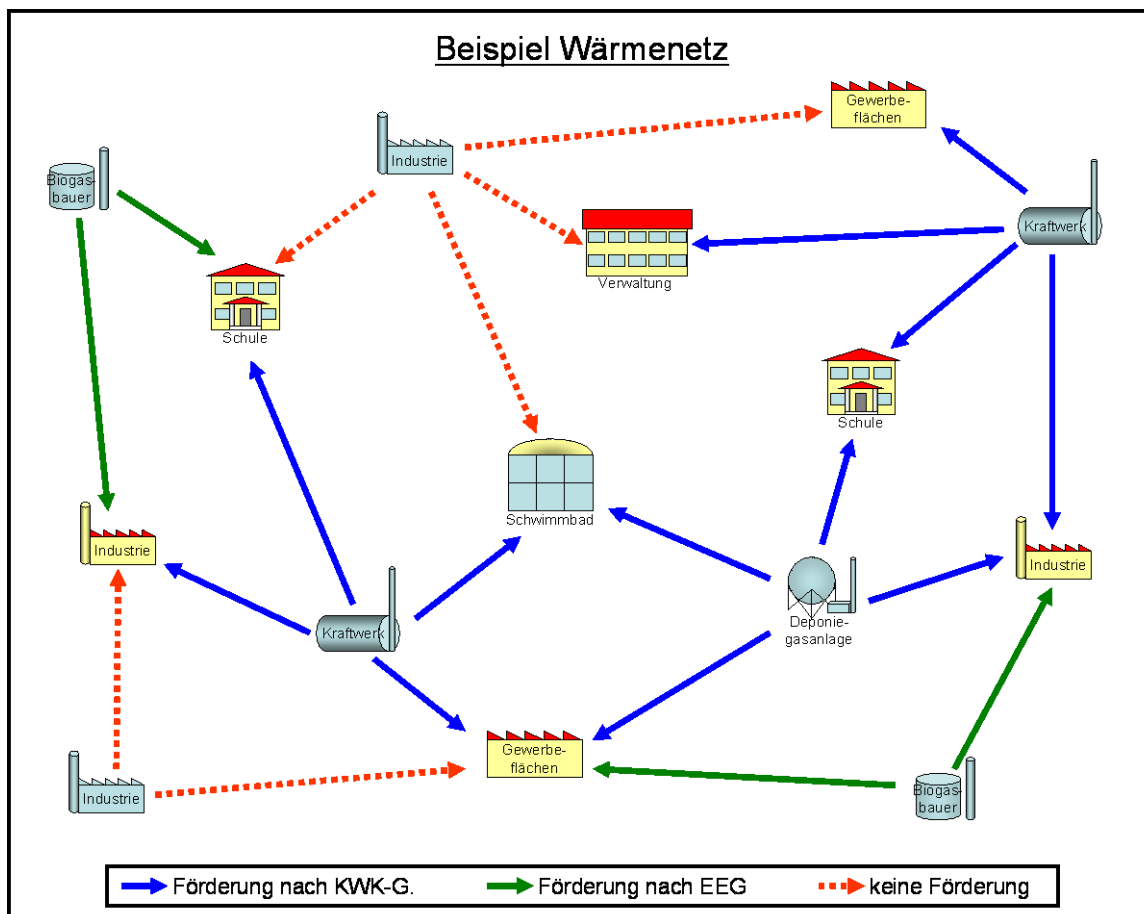 Beispiel Wärmenetz
Gewerbe-
flächen
Industrie
Biogas-
bauer
Kraftwerk
Verwaltung
Schule
Schule
Schwimmbad
Industrie
Industrie
Kraftwerk
Deponie-
gasanlage
Gewerbe-
flächen
Industrie
Biogas-
bauer
Förderung nach KWK-G.
Förderung nach EEG
keine Förderung